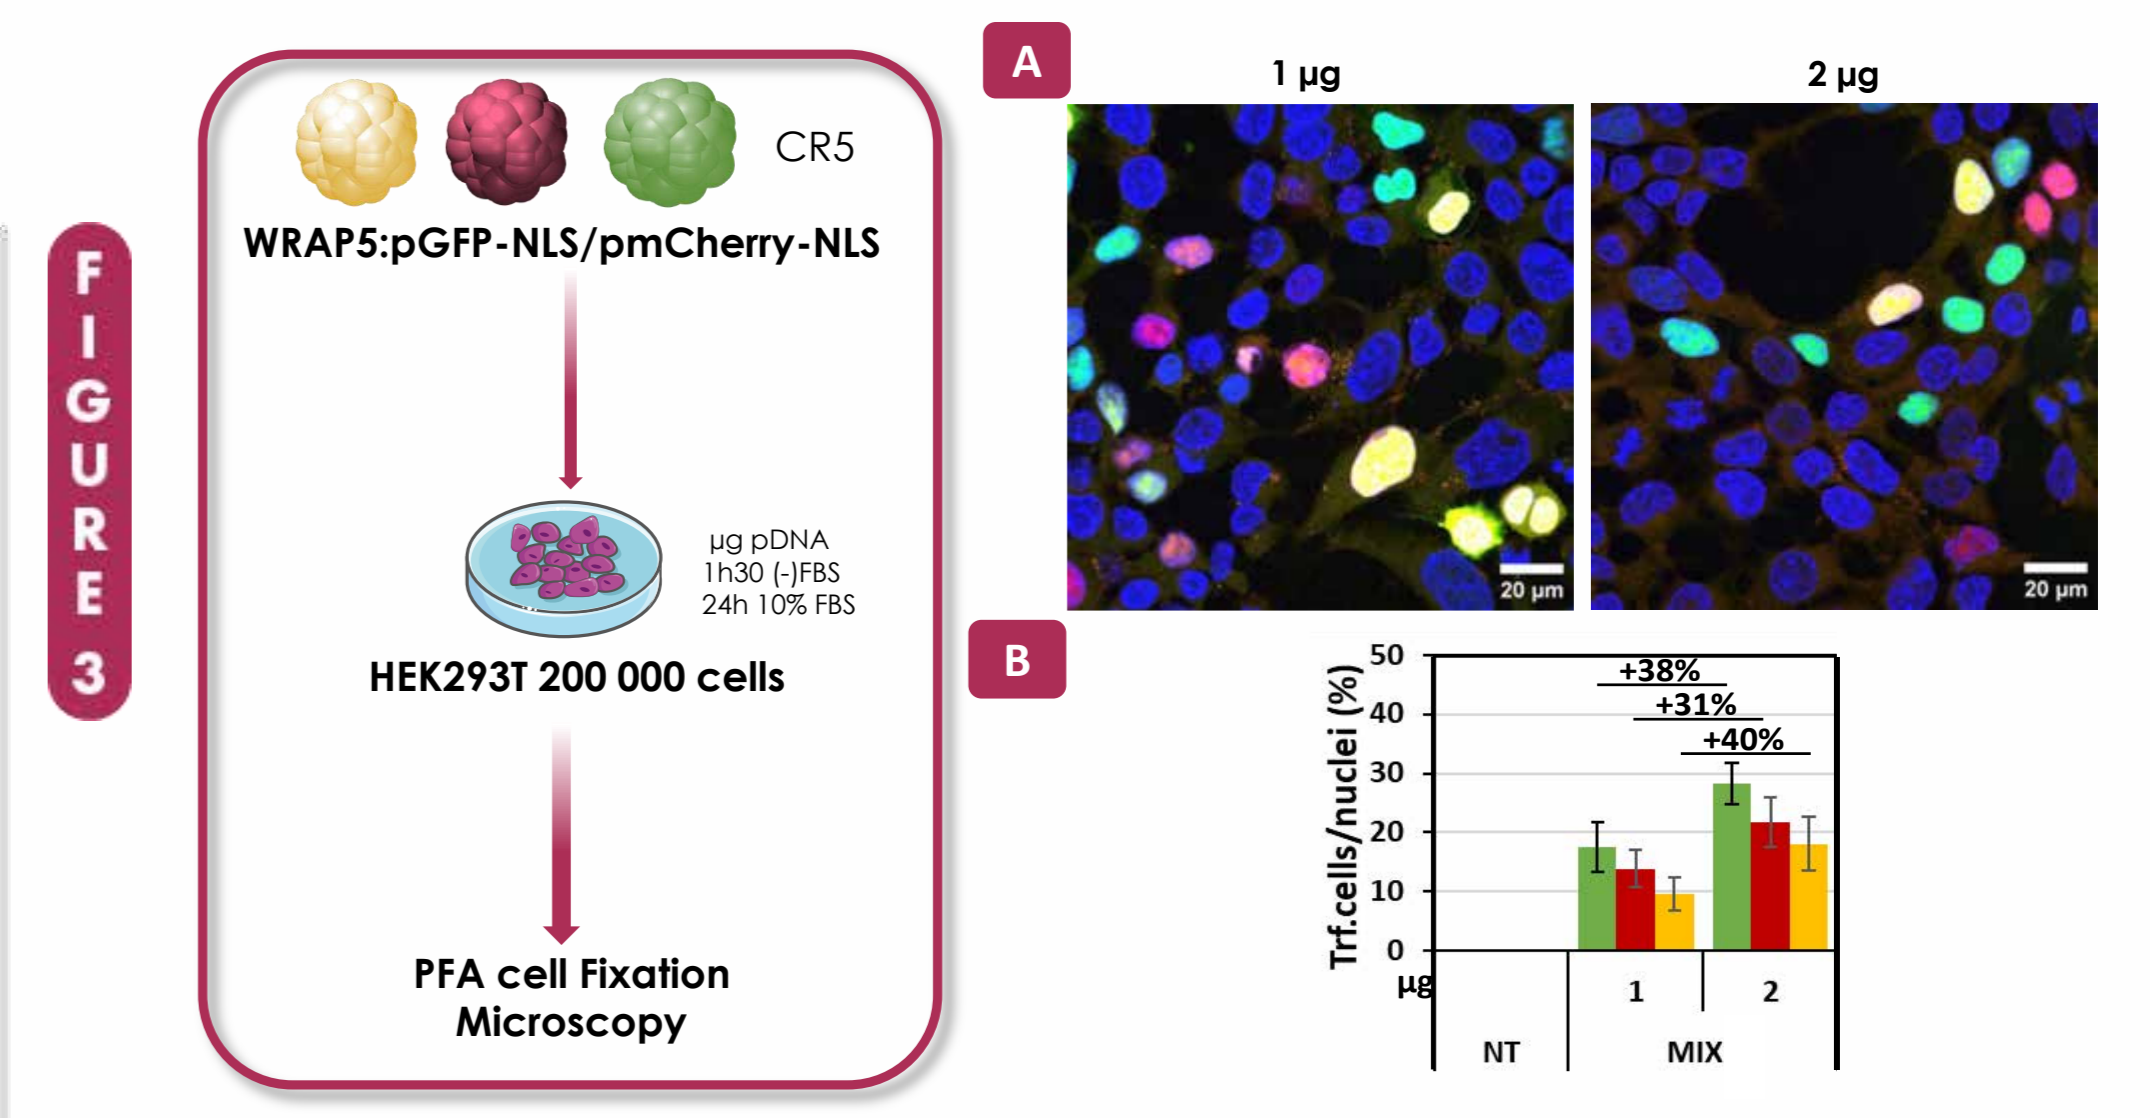 FIGURE 3
CR5
WRAP5:pGFP-NLS/pmCherry-NLS
µg pDNA
1h30 (-)FBS
24h 10% FBS
HEK293T 200 000 cells
PFA cell Fixation
Microscopy
A
1 µg
2 µg
20 µm
20 µm
B
Trf.cells/nuclei (%)
50
40
30
20
10
0
+38%
+31%
+40%
µg
1
2
NT
MIX